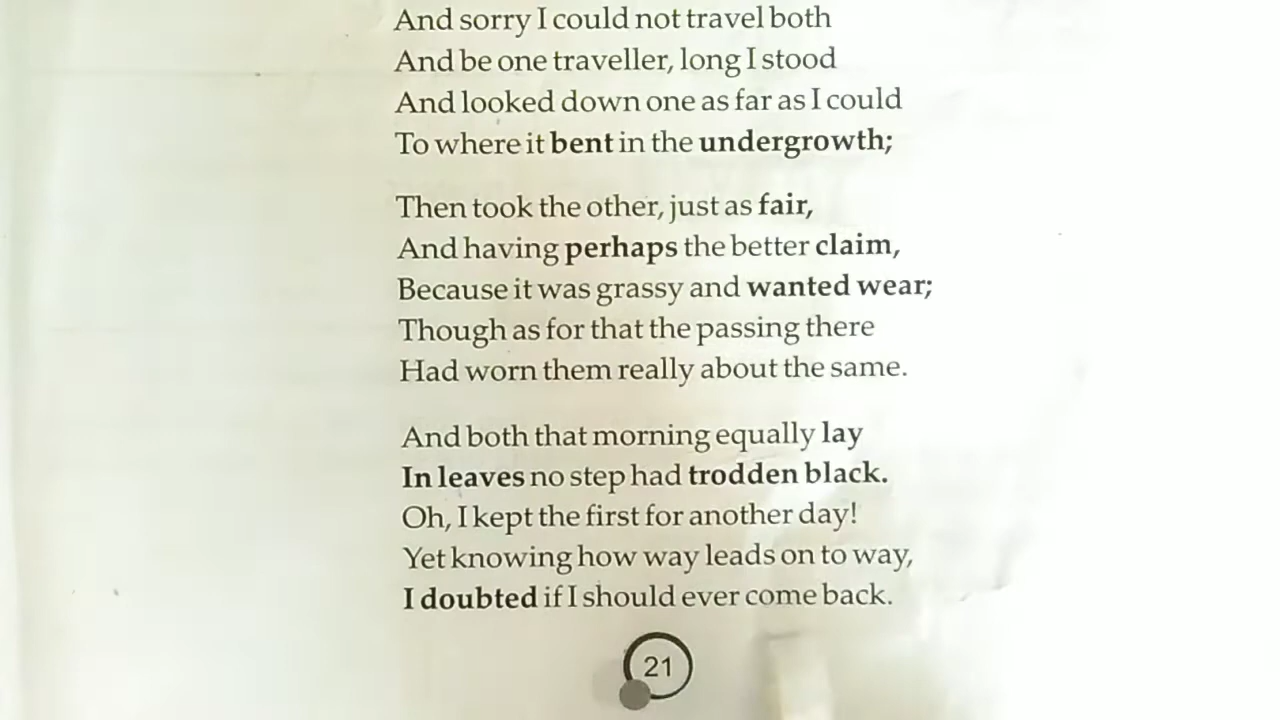 And sorry I could not travel both
And be one traveller, long I stood
And looked down one as far as I could
To where it bent in the undergrowth;
Then took the other, just as fair,
And having perhaps the better claim,
Because it was grassy and wanted wear;
Though as for that the passing there
Had worn them really about the same.
And both that morning equally lay
In leaves no step had trodden black.
Oh, I kept the first for another day!
Yet knowing how way leads on to way,
I doubted if I should ever come back.
21